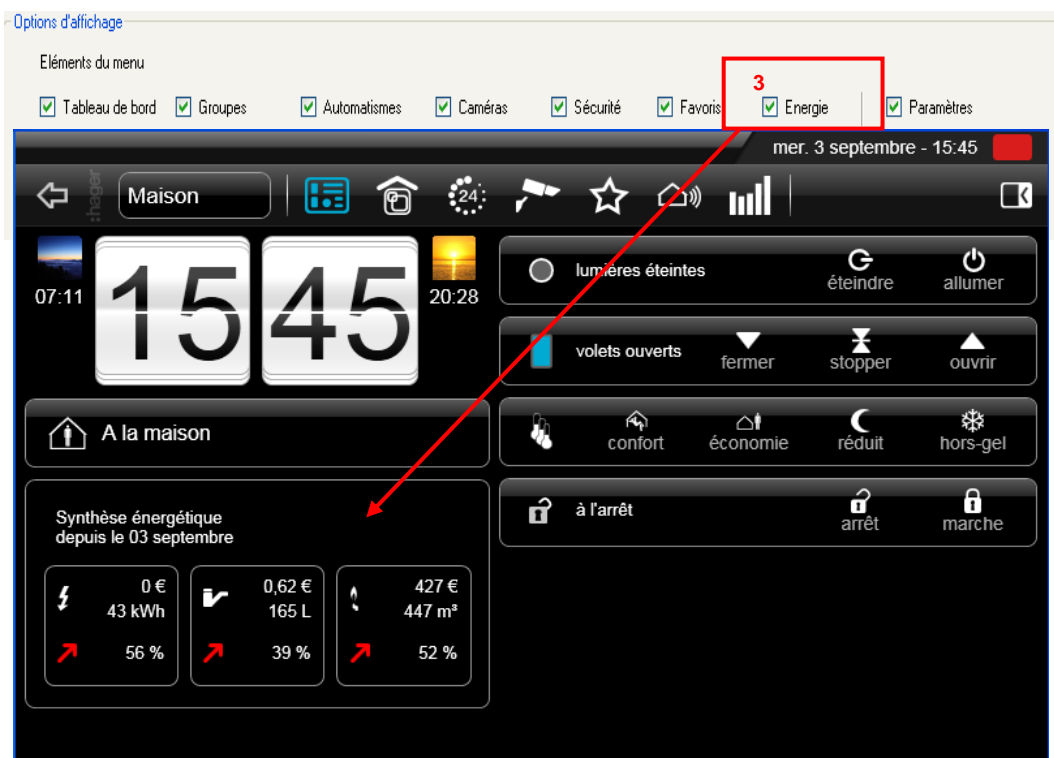 Options d'affichage
Eléments du menu
3
Tableau de bord Groupes Automatismes Caméras Sécurité Favoris Energie Paramètres
mer. 3 septembre - 15:45
:hager
Maison
24
07:11
15 45
20:28
lumières éteintes
éteindre allumer
volets ouverts
fermer stopper ouvrir
A la maison
confort économie réduit hors-gel
à l'arrêt
arrêt marche
Synthèse énergétique
depuis le 03 septembre
0 € 0,62 € 427 €
43 kWh 165 L 447 m³
56 % 39 % 52 %